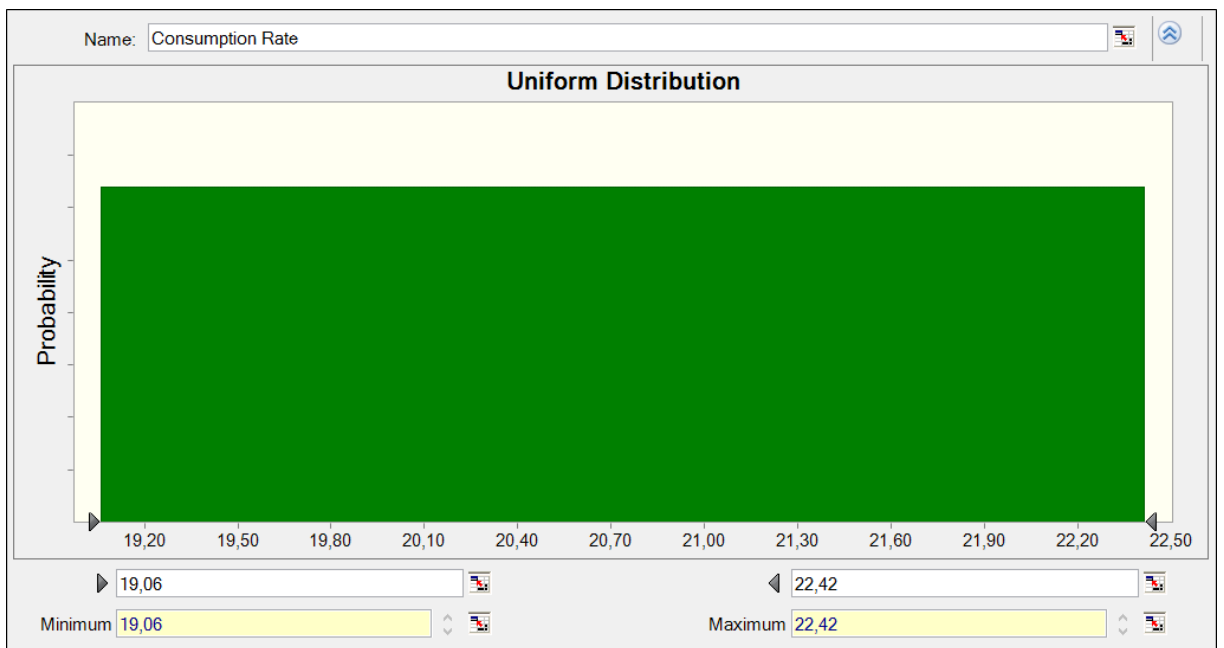 Name: Consumption Rate
Uniform Distribution
Probability
19,20 19,50 19,80 20,10 20,40 20,70 21,00 21,30 21,60 21,90 22,20 22,50
19,06 22,42
Minimum 19,06 Maximum 22,42